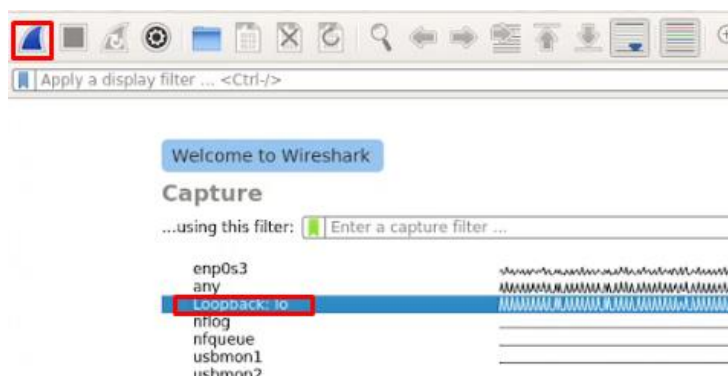 Apply a display filter ... <Ctrl-/>
Welcome to Wireshark
Capture
...using this filter: Enter a capture filter ...
enp0s3
any
Loopback: lo
nflog
nfqueue
usbmon1
usbmon2